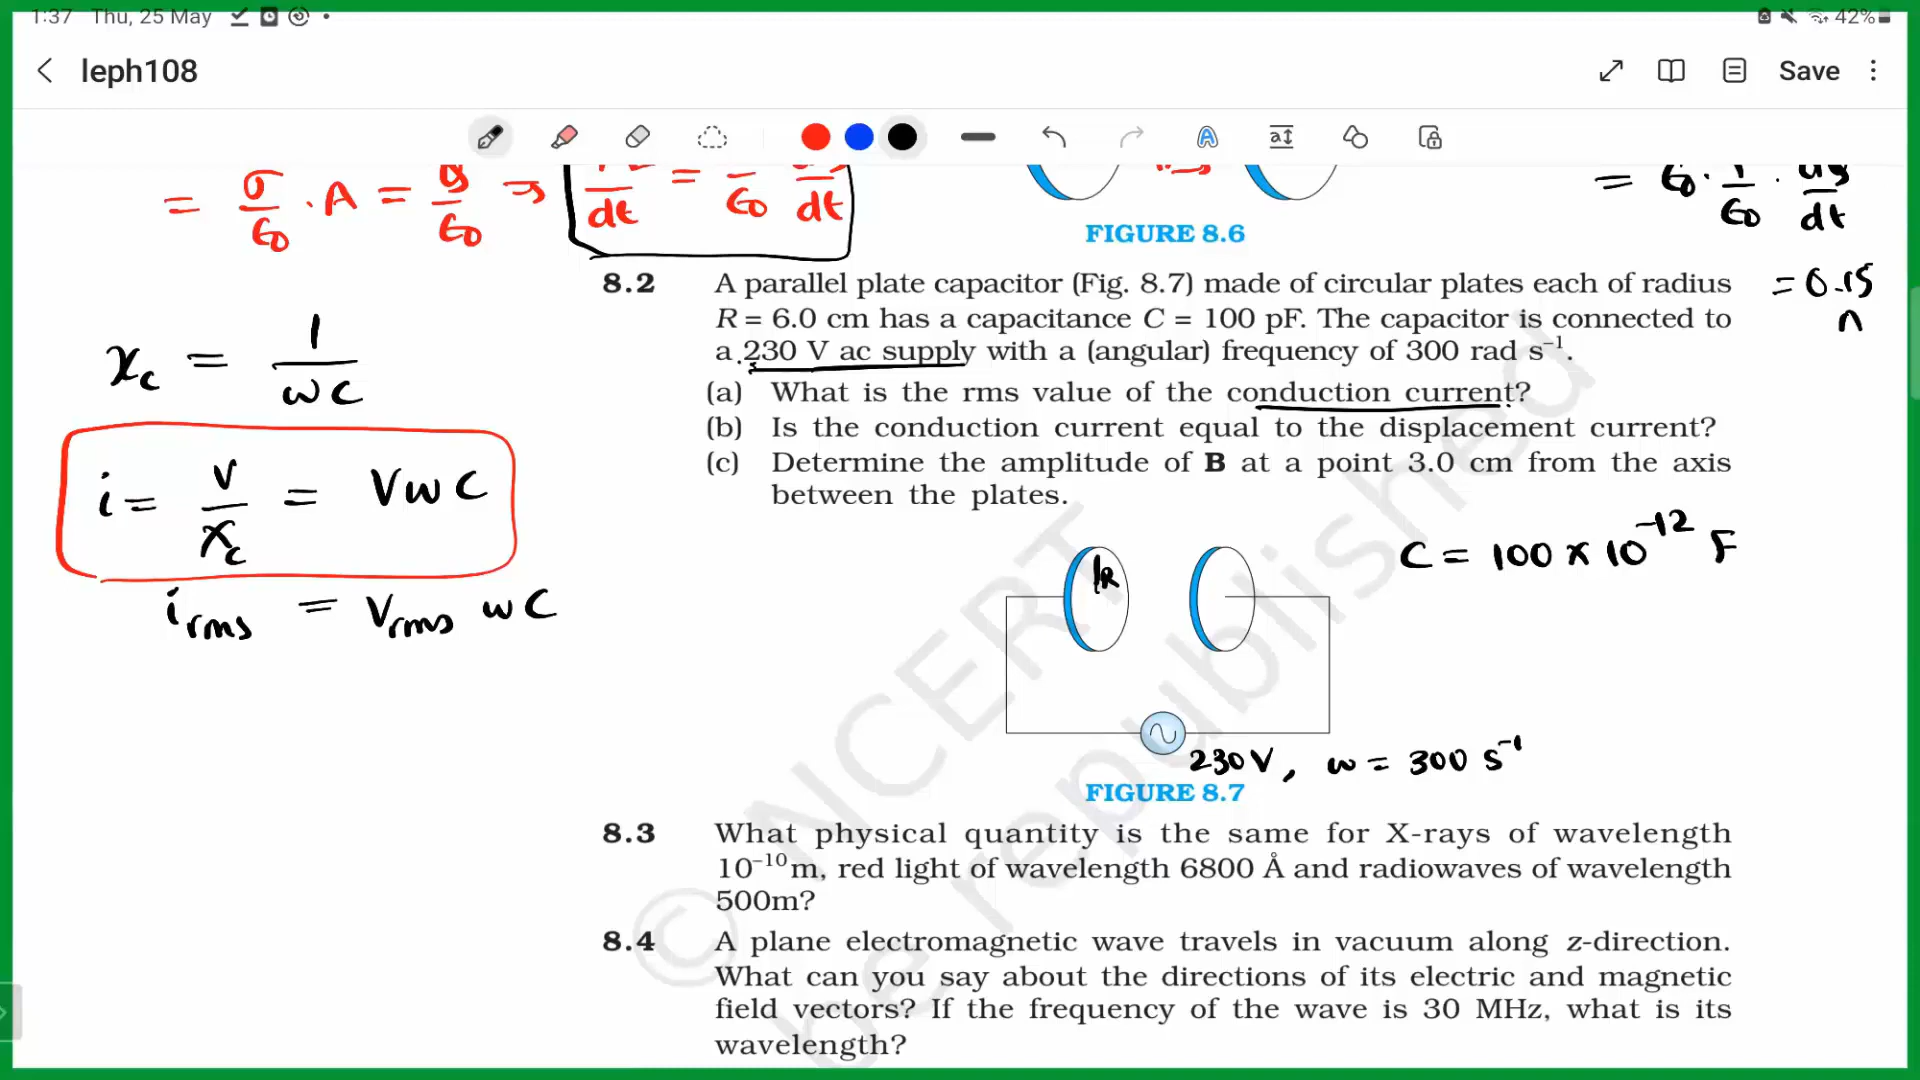 1:37 Thu, 25 May
42%
leph108
Save
= σ/ε0 · A = q/ε0 ⇒
dt = ε0 dt
= ε0 · 1/ε0 · dq/dt
= 0.15
FIGURE 8.6
8.2 A parallel plate capacitor (Fig. 8.7) made of circular plates each of radius
R = 6.0 cm has a capacitance C = 100 pF. The capacitor is connected to
a 230 V ac supply with a (angular) frequency of 300 rad s⁻¹.
(a) What is the rms value of the conduction current?
(b) Is the conduction current equal to the displacement current?
(c) Determine the amplitude of B at a point 3.0 cm from the axis
between the plates.
xc = 1/ωC
i = V/Xc = VωC
irms = Vrms ωC
R
C = 100 × 10⁻¹² F
230V, ω = 300 s⁻¹
FIGURE 8.7
8.3 What physical quantity is the same for X-rays of wavelength
10⁻¹⁰ m, red light of wavelength 6800 Å and radiowaves of wavelength
500m?
8.4 A plane electromagnetic wave travels in vacuum along z-direction.
What can you say about the directions of its electric and magnetic
field vectors? If the frequency of the wave is 30 MHz, what is its
wavelength?
© NCERT
be republished